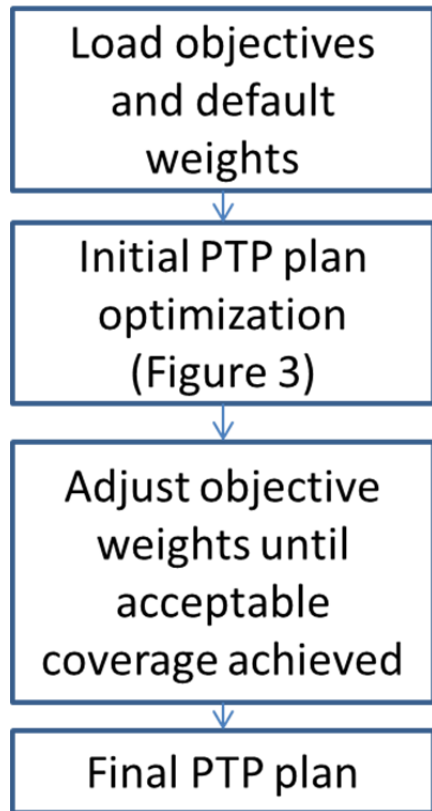 Load objectives
and default
weights
Initial PTP plan
optimization
(Figure 3)
Adjust objective
weights until
acceptable
coverage achieved
Final PTP plan